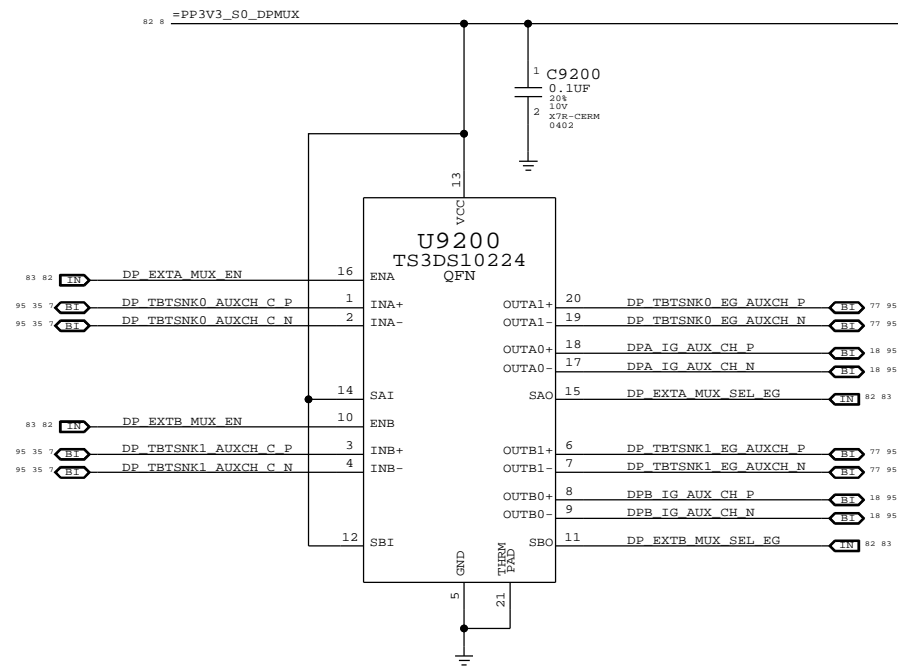 =PP3V3_S0_DPMUX
82 8
1 C9200
0.1UF
20%
10V
2 X7R-CERM
0402
13
VCC
U9200
TS3DS10224
QFN
83 82 IN DP_EXTA_MUX_EN 16 ENA
95 35 7 BI DP_TBTSNK0_AUXCH_C_P 1 INA+ OUTA1+ 20 DP_TBTSNK0_EG_AUXCH_P BI 77 95
95 35 7 BI DP_TBTSNK0_AUXCH_C_N 2 INA- OUTA1- 19 DP_TBTSNK0_EG_AUXCH_N BI 77 95
OUTA0+ 18 DPA_IG_AUX_CH_P BI 18 95
OUTA0- 17 DPA_IG_AUX_CH_N BI 18 95
14 SAI SAO 15 DP_EXTA_MUX_SEL_EG IN 82 83
83 82 IN DP_EXTB_MUX_EN 10 ENB
95 35 7 BI DP_TBTSNK1_AUXCH_C_P 3 INB+ OUTB1+ 6 DP_TBTSNK1_EG_AUXCH_P BI 77 95
95 35 7 BI DP_TBTSNK1_AUXCH_C_N 4 INB- OUTB1- 7 DP_TBTSNK1_EG_AUXCH_N BI 77 95
OUTB0+ 8 DPB_IG_AUX_CH_P BI 18 95
OUTB0- 9 DPB_IG_AUX_CH_N BI 18 95
12 SBI SBO 11 DP_EXTB_MUX_SEL_EG IN 82 83
GND
THRM
PAD
5
21